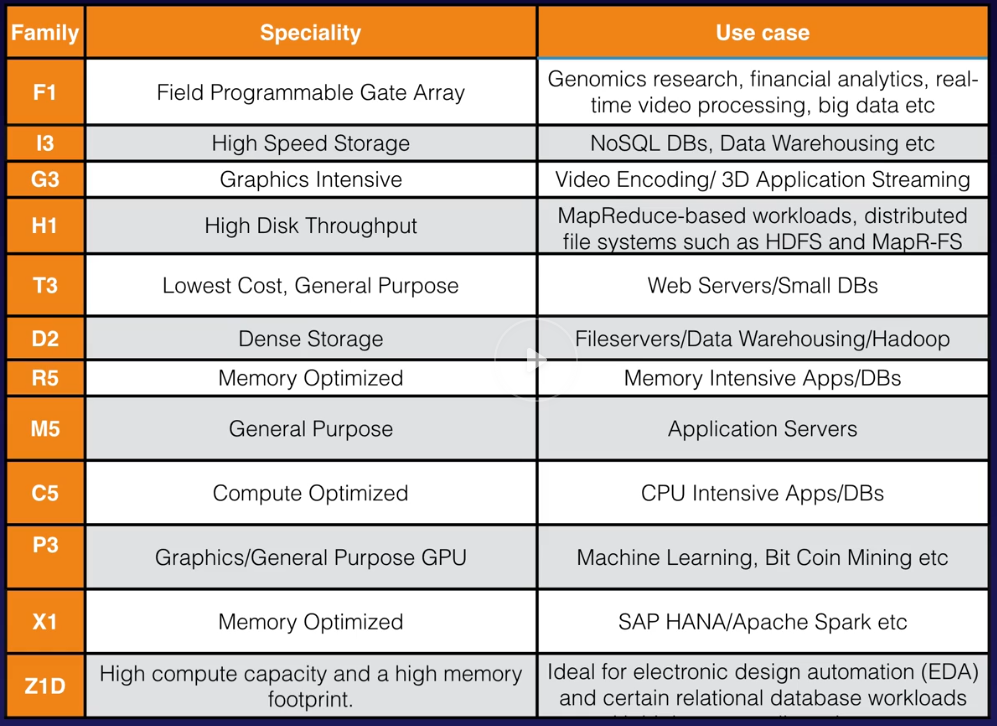 Family Speciality Use case
F1 Field Programmable Gate Array Genomics research, financial analytics, real-
time video processing, big data etc
I3 High Speed Storage NoSQL DBs, Data Warehousing etc
G3 Graphics Intensive Video Encoding/ 3D Application Streaming
H1 High Disk Throughput MapReduce-based workloads, distributed
file systems such as HDFS and MapR-FS
T3 Lowest Cost, General Purpose Web Servers/Small DBs
D2 Dense Storage Fileservers/Data Warehousing/Hadoop
R5 Memory Optimized Memory Intensive Apps/DBs
M5 General Purpose Application Servers
C5 Compute Optimized CPU Intensive Apps/DBs
P3 Graphics/General Purpose GPU Machine Learning, Bit Coin Mining etc
X1 Memory Optimized SAP HANA/Apache Spark etc
Z1D High compute capacity and a high memory
footprint.
Ideal for electronic design automation (EDA)
and certain relational database workloads